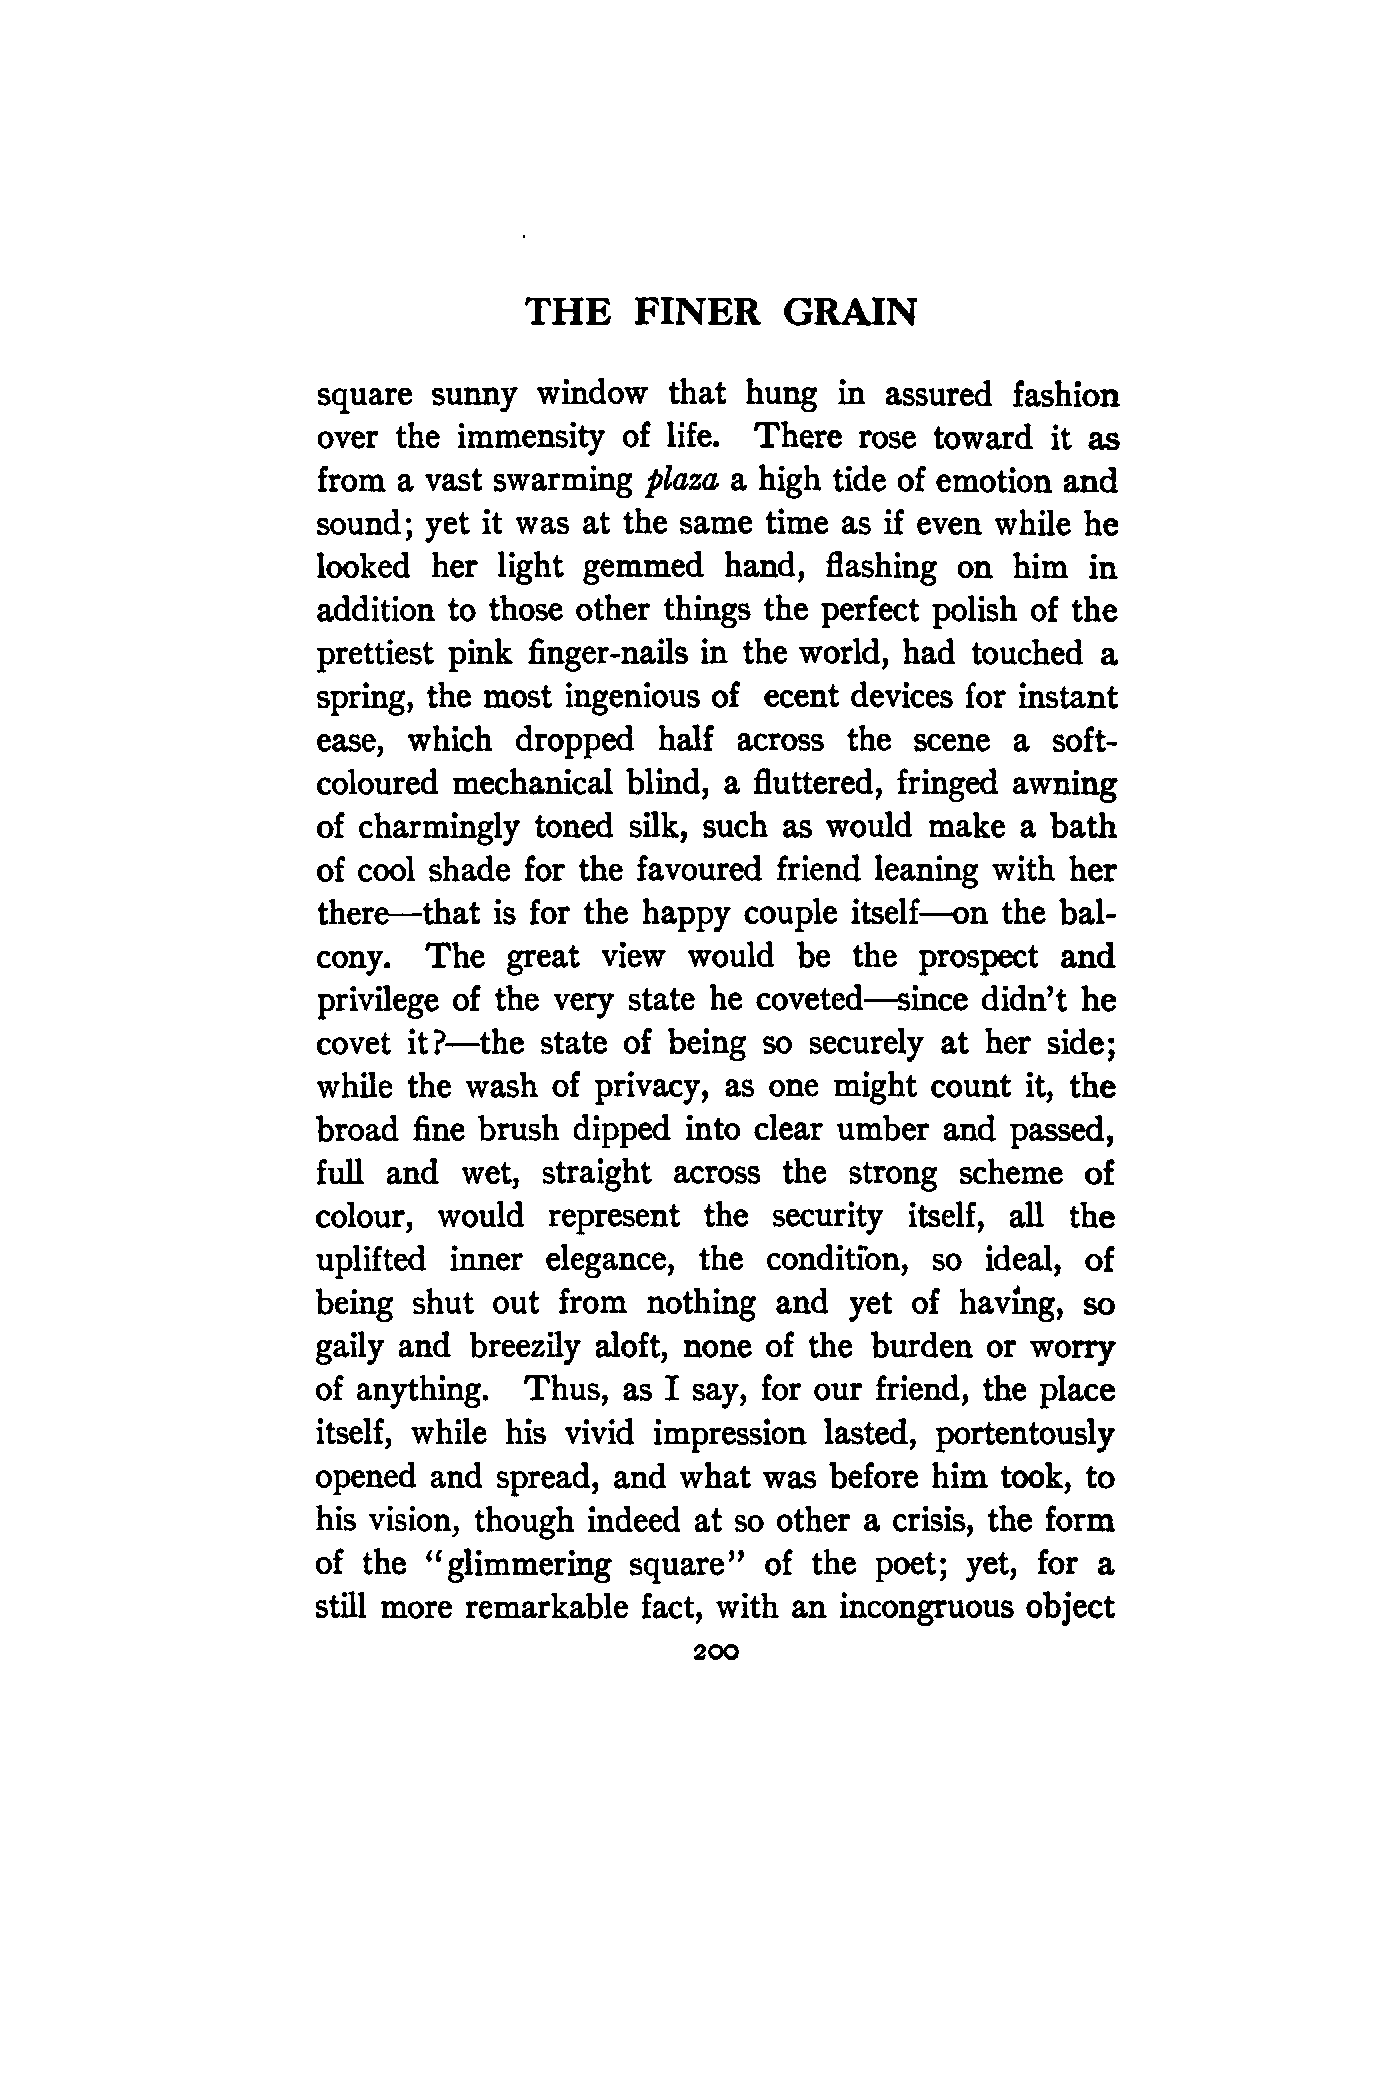 THE FINER GRAIN
square sunny window that hung in assured fashion
over the immensity of life. There rose toward it as
from a vast swarming plaza a high tide of emotion and
sound; yet it was at the same time as if even while he
looked her light gemmed hand, flashing on him in
addition to those other things the perfect polish of the
prettiest pink finger-nails in the world, had touched a
spring, the most ingenious of ecent devices for instant
ease, which dropped half across the scene a soft-
coloured mechanical blind, a fluttered, fringed awning
of charmingly toned silk, such as would make a bath
of cool shade for the favoured friend leaning with her
there—that is for the happy couple itself—on the bal-
cony. The great view would be the prospect and
privilege of the very state he coveted—since didn't he
covet it?—the state of being so securely at her side;
while the wash of privacy, as one might count it, the
broad fine brush dipped into clear umber and passed,
full and wet, straight across the strong scheme of
colour, would represent the security itself, all the
uplifted inner elegance, the condition, so ideal, of
being shut out from nothing and yet of having, so
gaily and breezily aloft, none of the burden or worry
of anything. Thus, as I say, for our friend, the place
itself, while his vivid impression lasted, portentously
opened and spread, and what was before him took, to
his vision, though indeed at so other a crisis, the form
of the "glimmering square" of the poet; yet, for a
still more remarkable fact, with an incongruous object
200